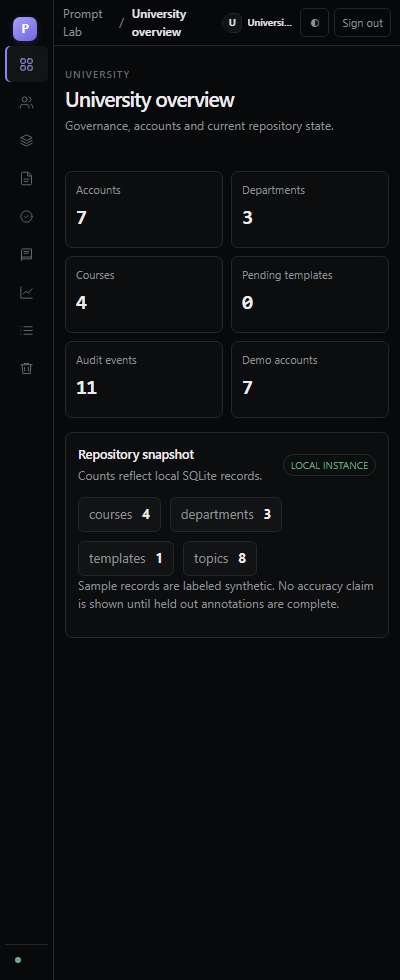 P
Prompt Lab / University overview
U Universi... Sign out
UNIVERSITY
University overview
Governance, accounts and current repository state.
Accounts
7
Departments
3
Courses
4
Pending templates
0
Audit events
11
Demo accounts
7
Repository snapshot
Counts reflect local SQLite records.
LOCAL INSTANCE
courses 4
departments 3
templates 1
topics 8
Sample records are labeled synthetic. No accuracy claim
is shown until held out annotations are complete.